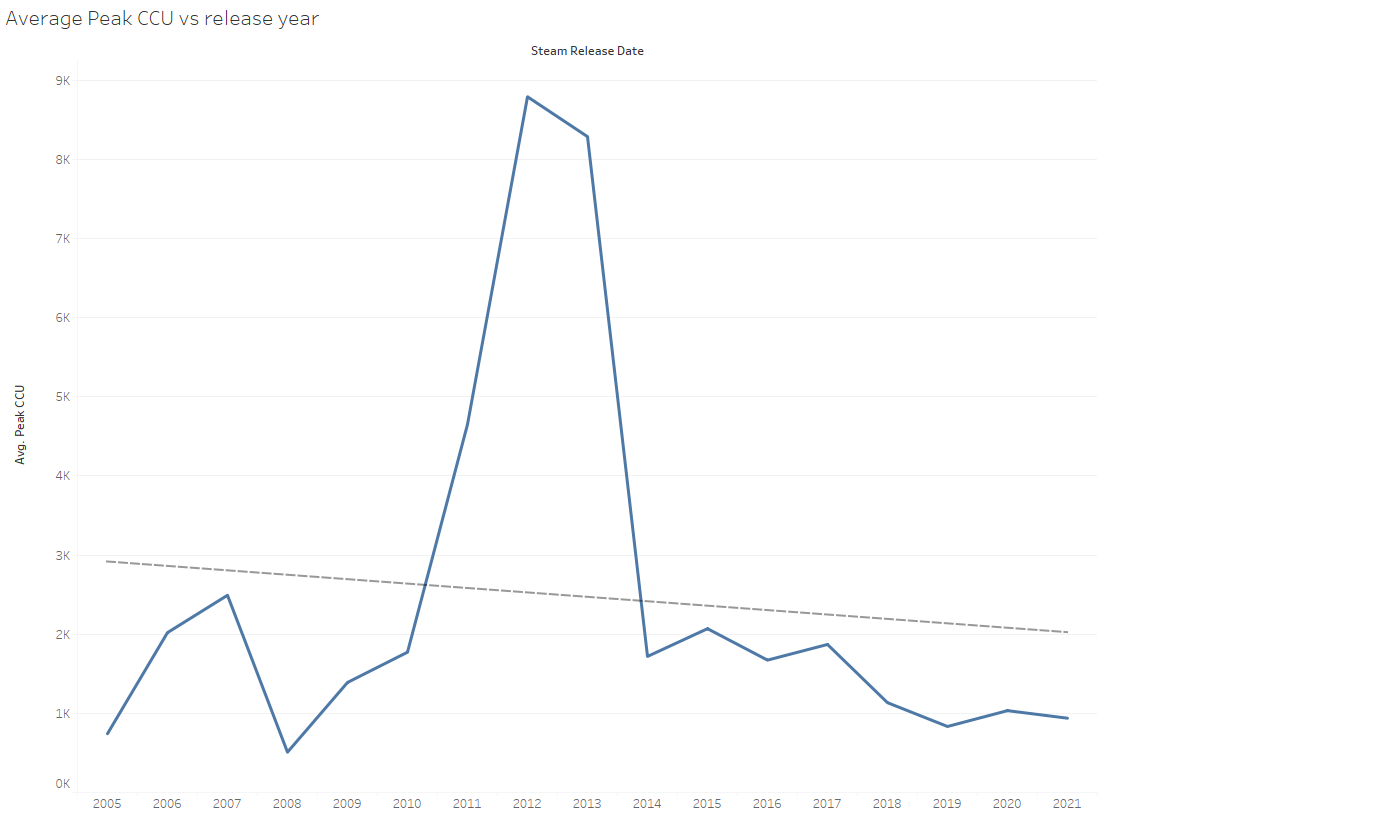 Average Peak CCU vs release year
Steam Release Date
9K
8K
7K
6K
5K
4K
3K
2K
1K
0K
Avg. Peak CCU
2005 2006 2007 2008 2009 2010 2011 2012 2013 2014 2015 2016 2017 2018 2019 2020 2021